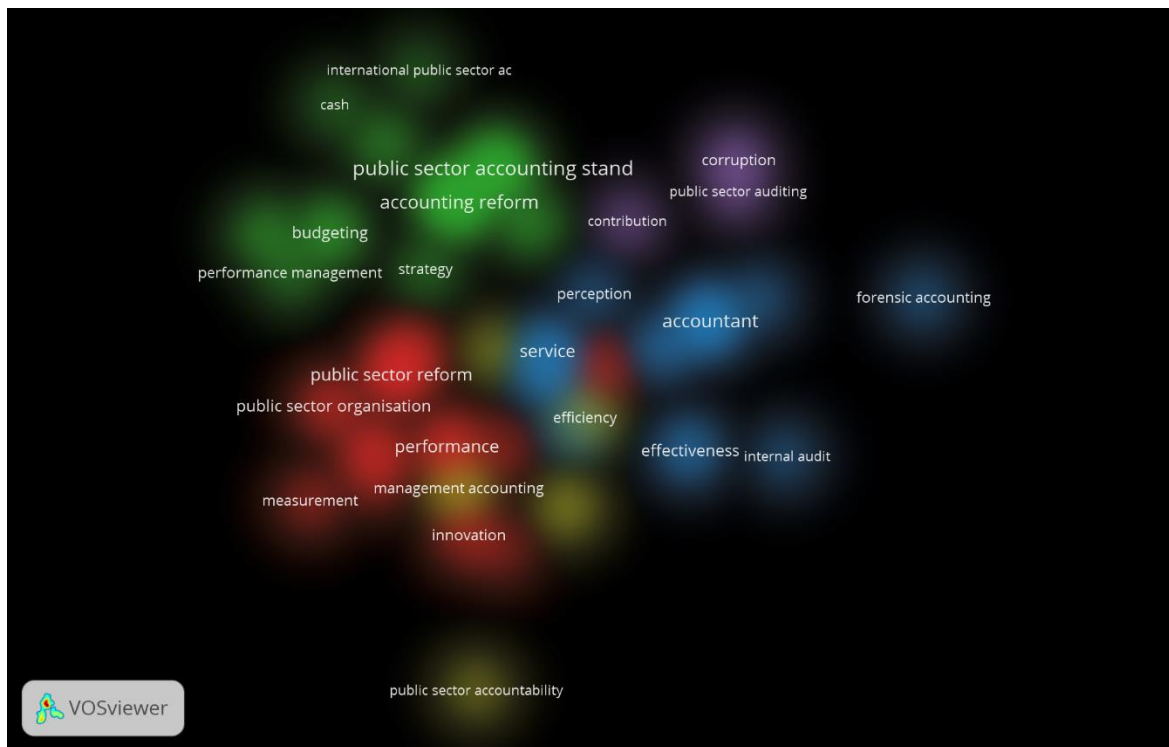 international public sector ac
cash
public sector accounting stand
corruption
public sector auditing
accounting reform
contribution
budgeting
performance management
strategy
perception
forensic accounting
accountant
service
public sector reform
public sector organisation
efficiency
performance
effectiveness
internal audit
management accounting
measurement
innovation
public sector accountability
VOSviewer